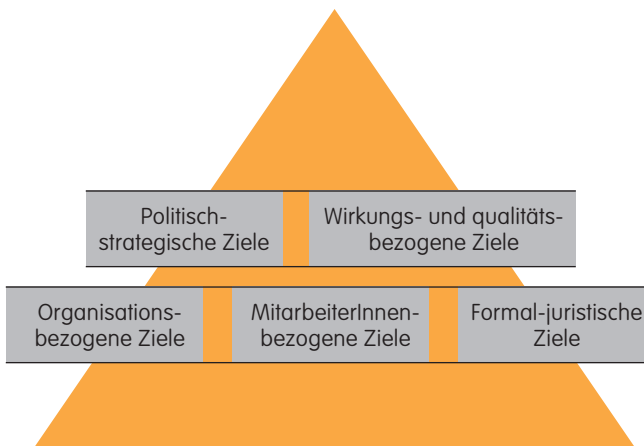 Politisch-
strategische Ziele
Wirkungs- und qualitäts-
bezogene Ziele
Organisations-
bezogene Ziele
MitarbeiterInnen-
bezogene Ziele
Formal-juristische
Ziele